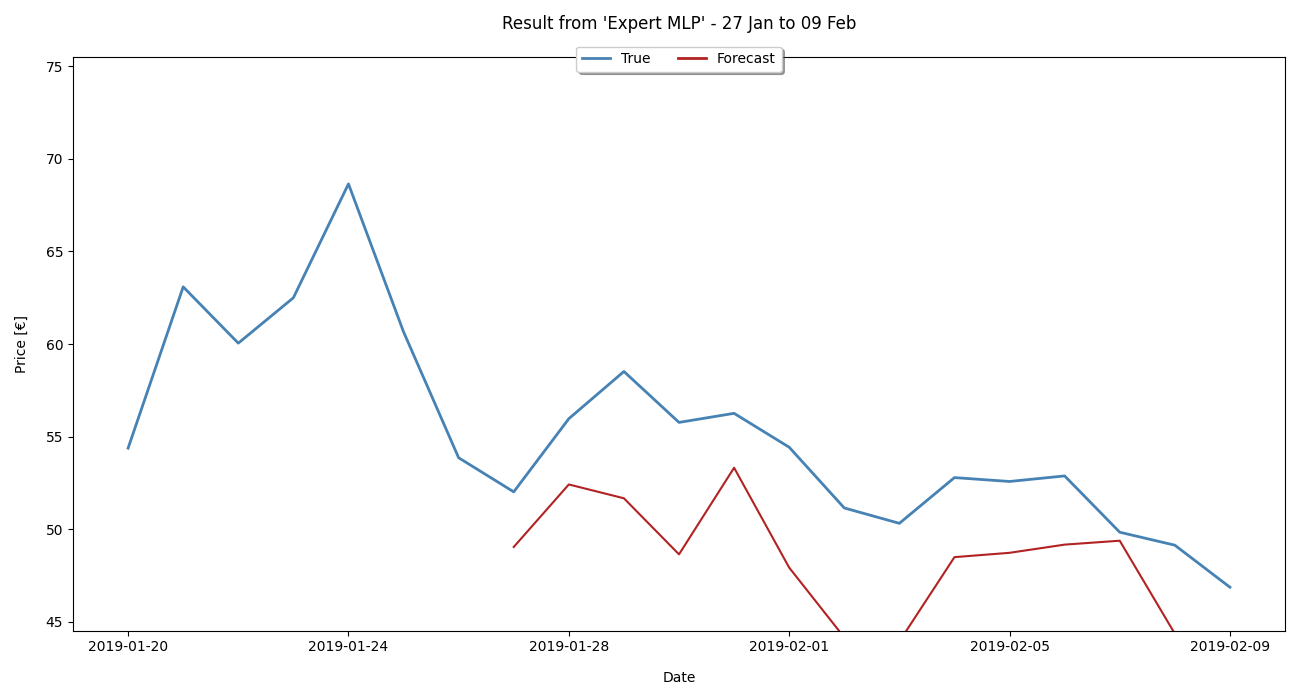 Result from 'Expert MLP' - 27 Jan to 09 Feb
True Forecast
75
70
65
60
55
50
45
Price [€]
2019-01-20 2019-01-24 2019-01-28 2019-02-01 2019-02-05 2019-02-09
Date